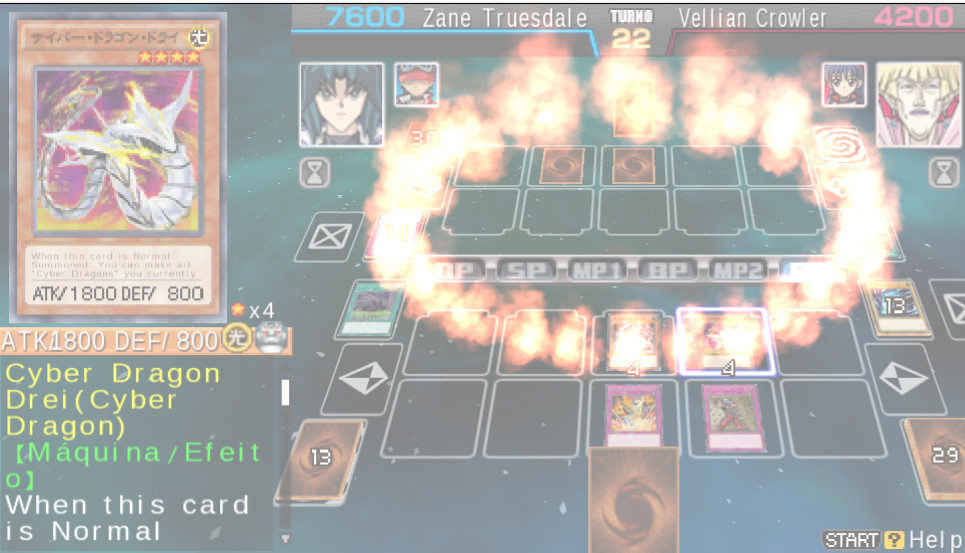 7600 Zane Truesdale TURNO 22 Vellian Crowler 4200
サイバー・ドラゴン・ドライ 光
When this card is Normal
Summoned: You can make all
"Cyber Dragons" you currently
ATK/1800 DEF/ 800
x4
ATK1800 DEF/ 800 光
Cyber Dragon
Drei(Cyber
Dragon)
【Máquina/Efeit
o】
When this card
is Normal
DP SP MP1 BP MP2
13
4
4
13
29
START ? Help